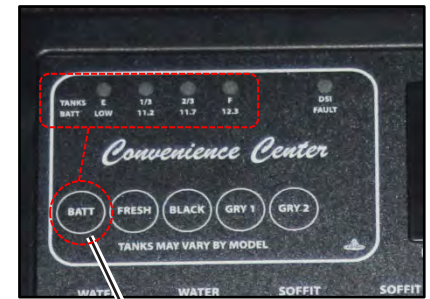 TANKS E 1/3 2/3 F DSI
BATT LOW 11.2 11.7 12.3 FAULT
Convenience Center
BATT FRESH BLACK GRY 1 GRY 2
TANKS MAY VARY BY MODEL
WATER WATER SOFFIT SOFFIT